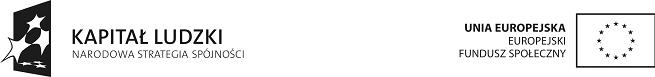 KAPITAŁ LUDZKI
NARODOWA STRATEGIA SPÓJNOŚCI
UNIA EUROPEJSKA
EUROPEJSKI
FUNDUSZ SPOŁECZNY